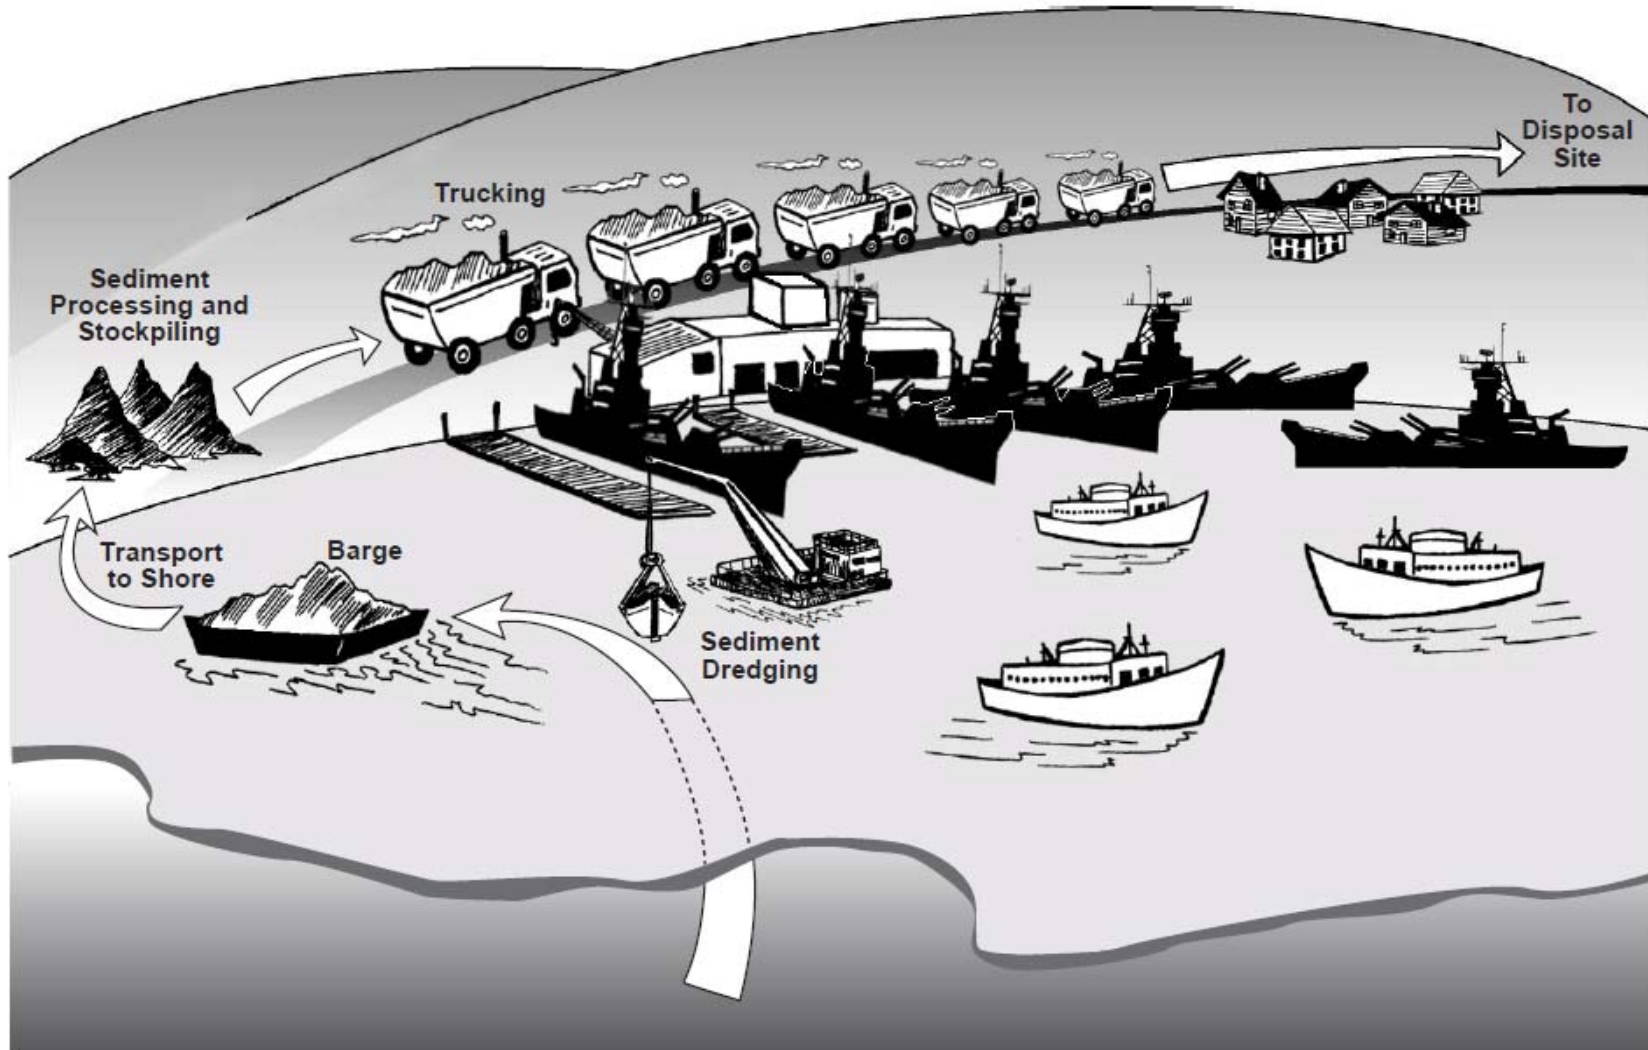 To
Disposal
Site
Trucking
Sediment
Processing and
Stockpiling
Transport
to Shore
Barge
Sediment
Dredging